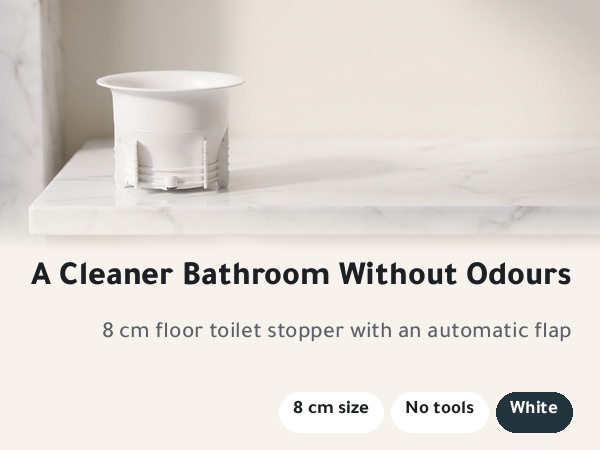 A Cleaner Bathroom Without Odours
8 cm floor toilet stopper with an automatic flap
8 cm size
No tools
White